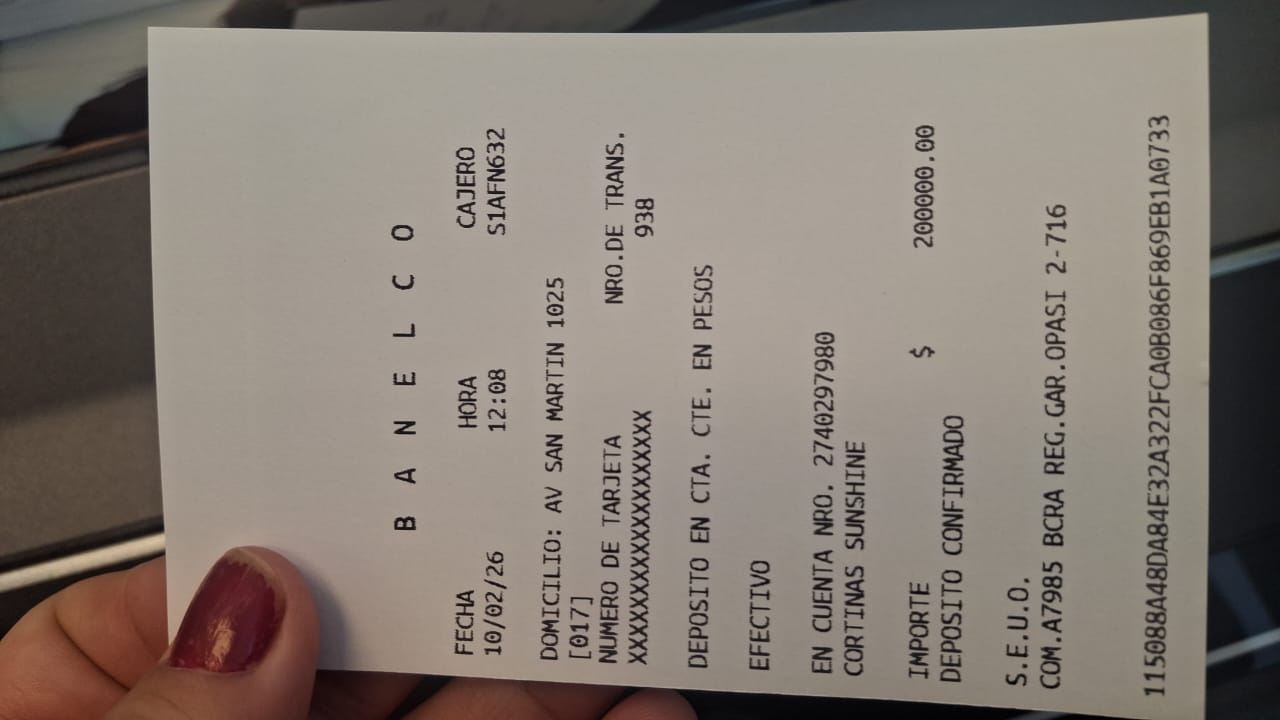 B A N E L C O
FECHA HORA CAJERO
10/02/26 12:08 S1AFN632
DOMICILIO: AV SAN MARTIN 1025
[017]
NUMERO DE TARJETA NRO.DE TRANS.
XXXXXXXXXXXXXXXXXXX 938
DEPOSITO EN CTA. CTE. EN PESOS
EFECTIVO
EN CUENTA NRO. 2740297980
CORTINAS SUNSHINE
IMPORTE $ 200000.00
DEPOSITO CONFIRMADO
S.E.U.O.
COM.A7985 BCRA REG.GAR.OPASI 2-716
115088A48DA84E32A322FCA0B086F869EB1A0733